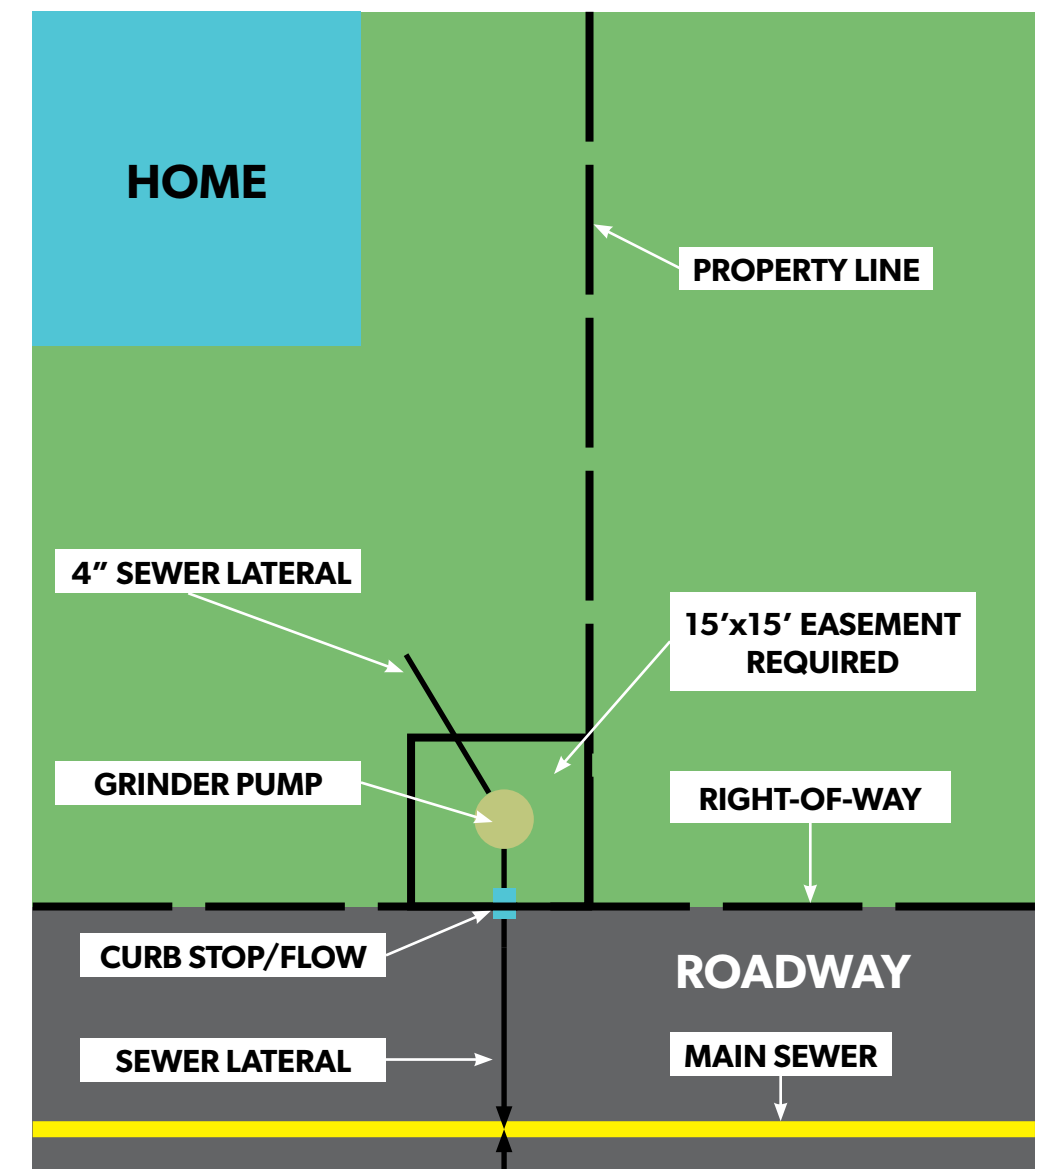 HOME
PROPERTY LINE
4” SEWER LATERAL
15’x15’ EASEMENT
REQUIRED
GRINDER PUMP
RIGHT-OF-WAY
CURB STOP/FLOW
ROADWAY
SEWER LATERAL
MAIN SEWER